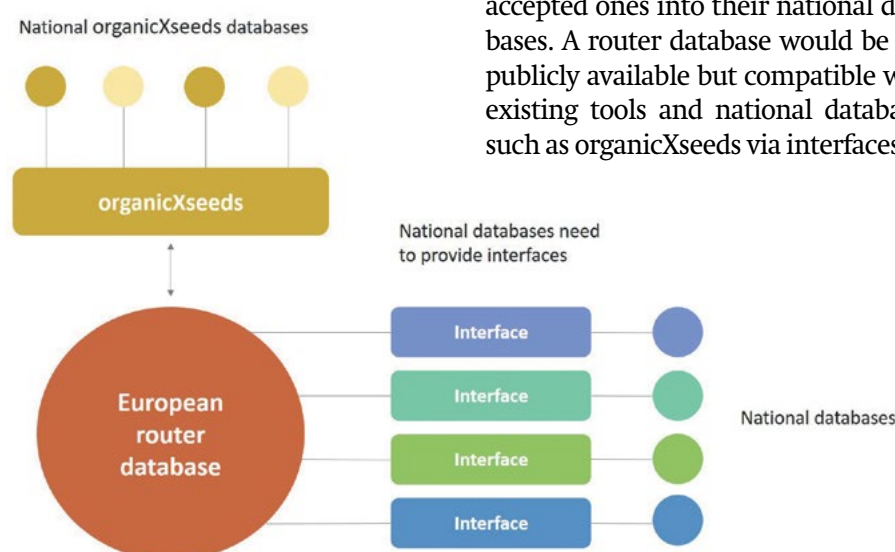 accepted ones into their national d
bases. A router database would be
publicly available but compatible w
existing tools and national databa
such as organicXseeds via interfaces
National organicXseeds databases
organicXseeds
National databases need
to provide interfaces
Interface
Interface
Interface
Interface
European
router
database
National databases